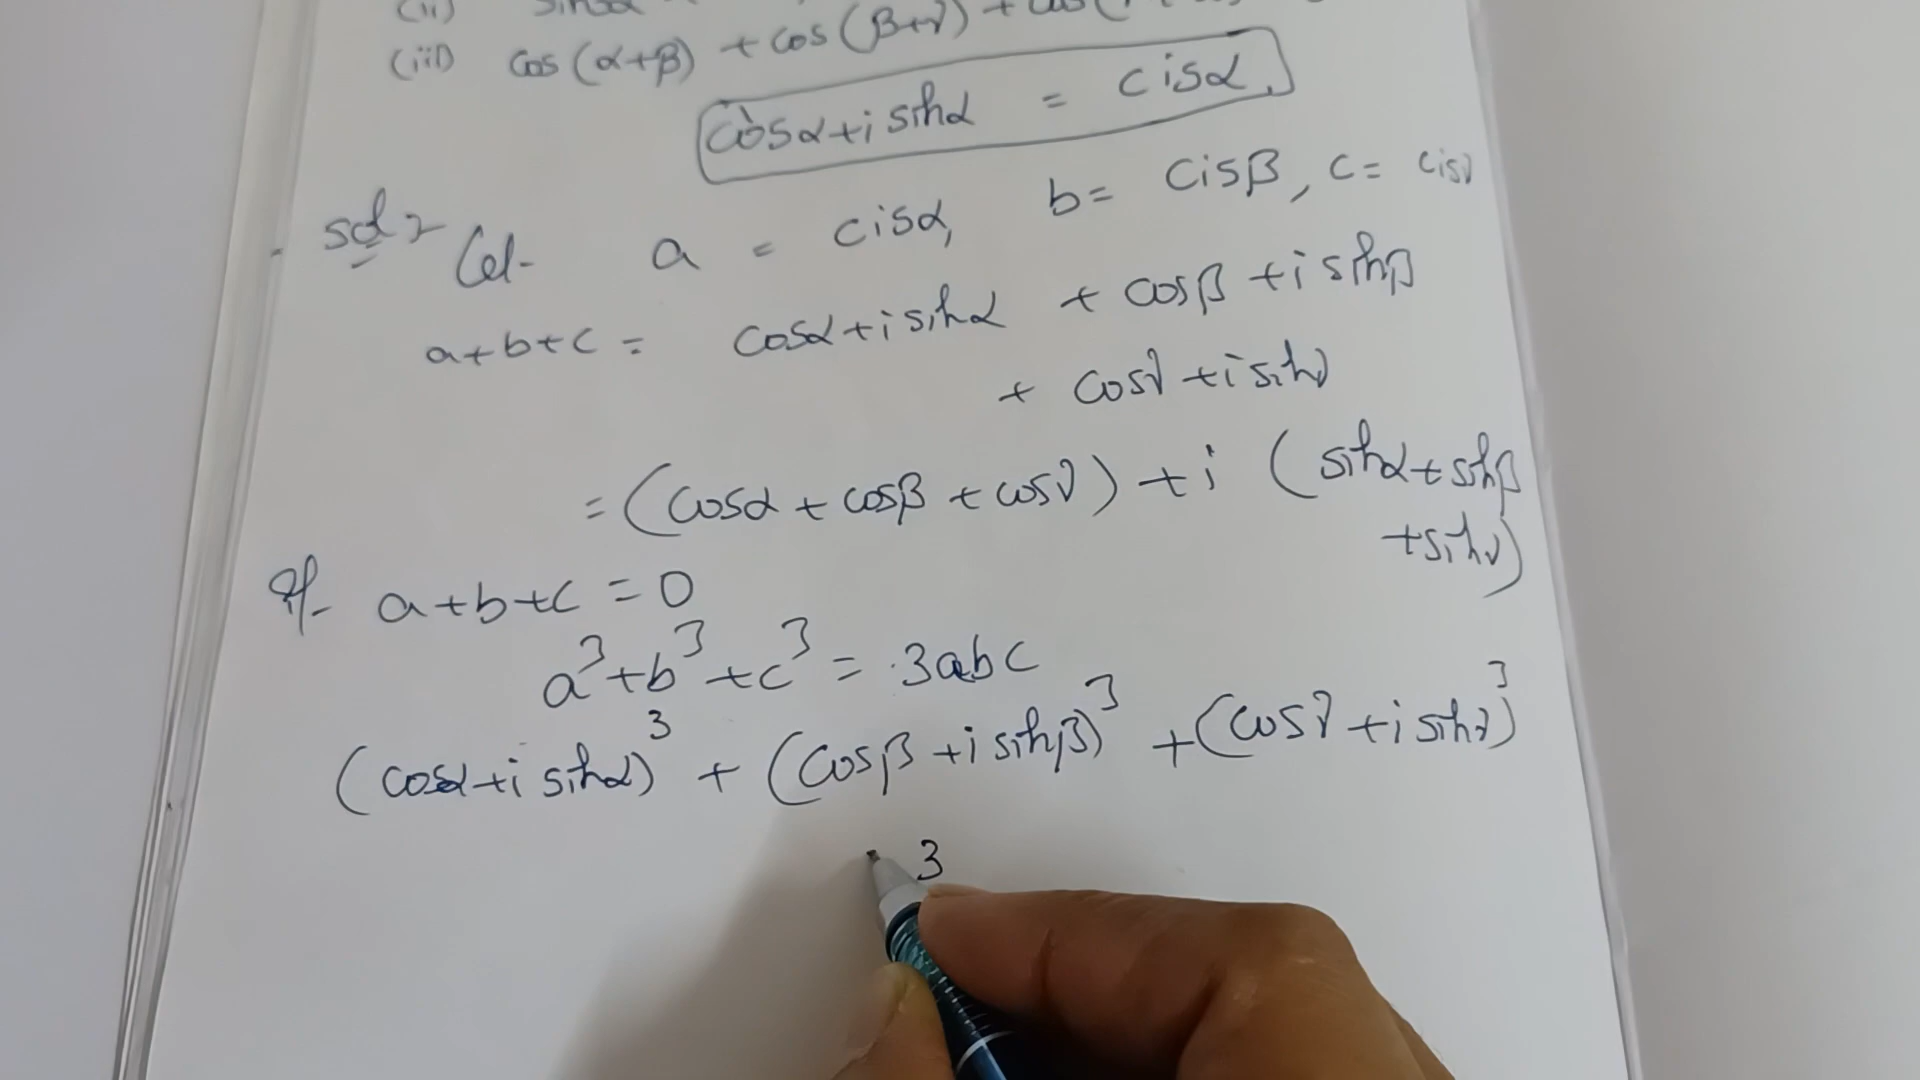 (ii)
(iii) cos (α+β) + cos (β+γ) + cos (
cosα+i sinα = cisα,
sol:- Let a = cisα, b = cisβ, c = cisγ
a+b+c = cosα+i sinα + cosβ +i sinβ
+ cosγ +i sinγ
= (cosα + cosβ + cosγ) + i (sinα + sinβ
+sinγ)
If a+b+c = 0
a³+b³+c³ = 3abc
(cosα+i sinα)³ + (cosβ +i sinβ)³ +(cosγ +i sinγ)³
3